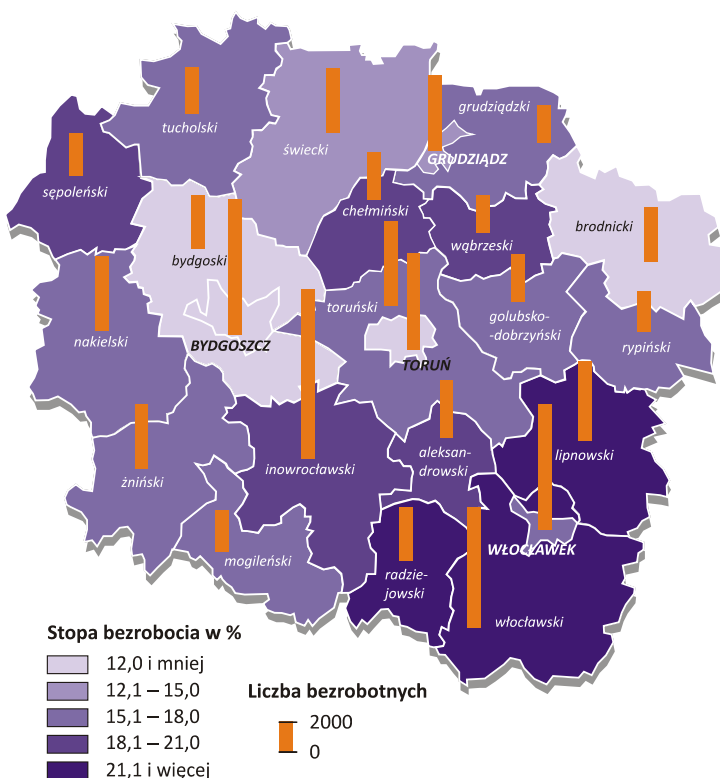 grudziądzki
tucholski
świecki
GRUDZIĄDZ
sępoleński
chełmiński
brodnicki
wąbrzeski
bydgoski
toruński
golubsko-
-dobrzyński
nakielski
BYDGOSZCZ
rypiński
TORUŃ
aleksan-
drowski
lipnowski
inowrocławski
żniński
WŁOCŁAWEK
mogileński
radzie-
jowski
włocławski
Stopa bezrobocia w %
12,0 i mniej
12,1 – 15,0
15,1 – 18,0
18,1 – 21,0
21,1 i więcej
Liczba bezrobotnych
2000
0